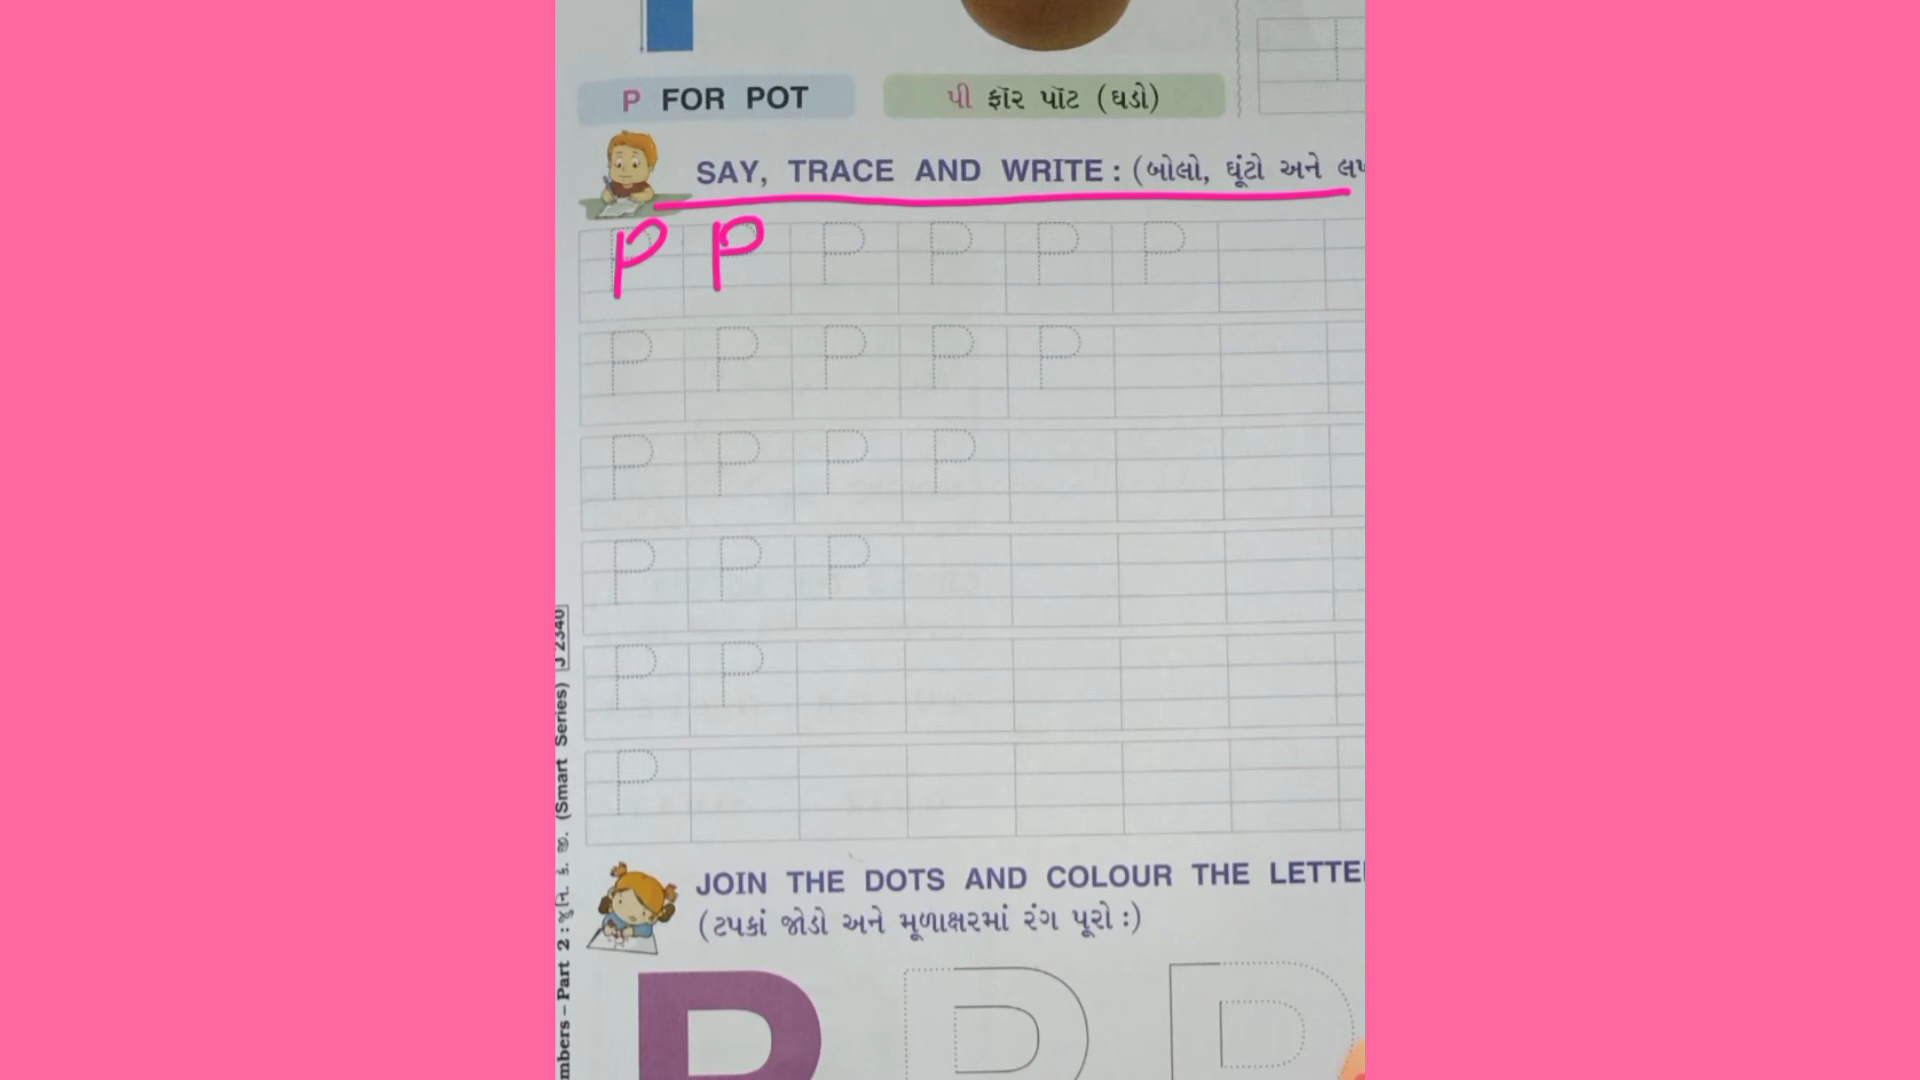 P FOR POT
પી ફૉર પૉટ (ઘડો)
SAY, TRACE AND WRITE : (બોલો, ઘૂંટો અને
P P P P P P
P P P P P
P P P P
P P P
P P
P
JOIN THE DOTS AND COLOUR THE
(ટપકાં જોડો અને મૂળાક્ષરમાં રંગ પૂરો :)
P P P
– Part 2 : જુનિ. કે. જી. (Smart Series) J 2340